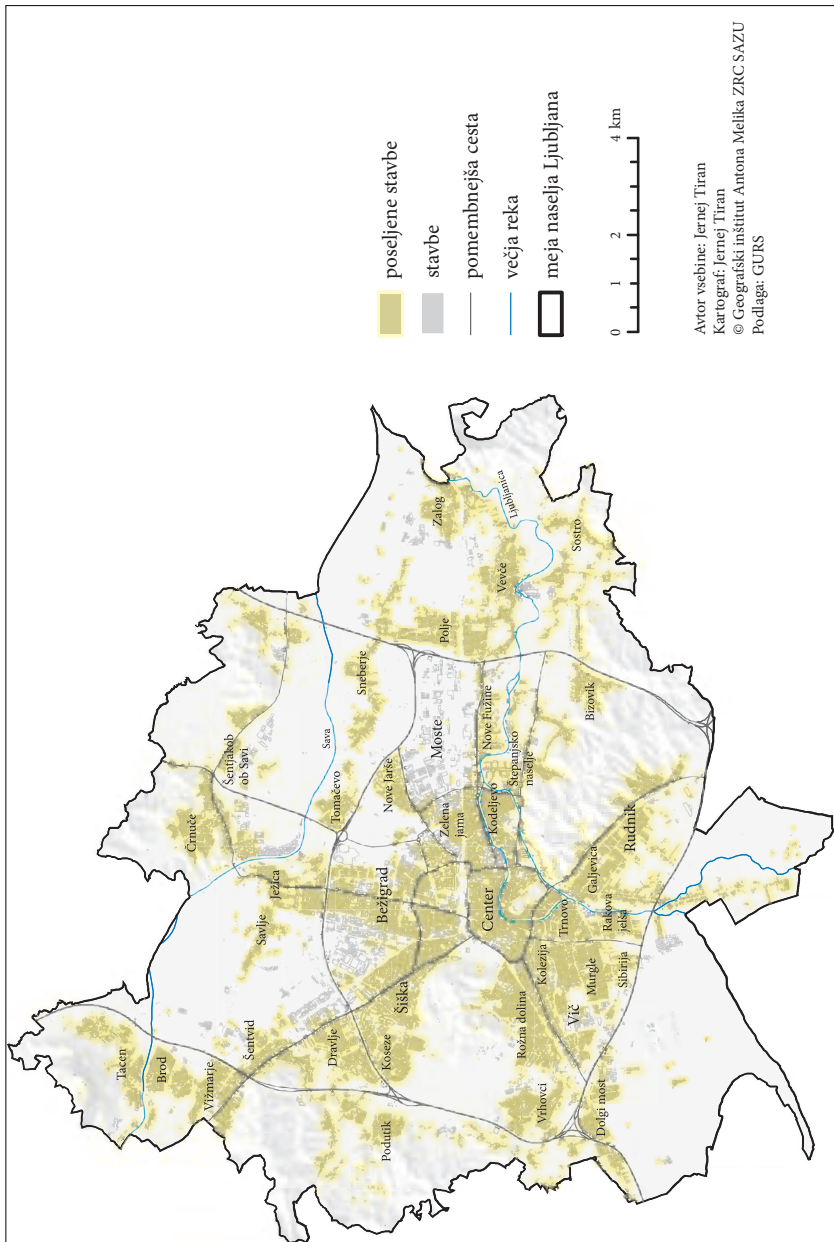 Tacen
Brod
Vižmarje
Šentvid
Podutik
Dravlje
Koseze
Šiška
Savlje
Ježica
Bežigrad
Črnuče
Šentjakob
ob Savi
Sava
Tomačevo
Nove Jarše
Sneberje
Zelena
jama
Moste
Polje
Zalog
Ljubljanica
Vevče
Sostro
Nove Fužine
Štepanjsko
naselje
Kodeljevo
Bizovik
Center
Rožna dolina
Vrhovci
Dolgi most
Vič
Kolezija
Murgle
Sibirija
Trnovo
Rakova
jelša
Galjevica
Rudnik
poseljene stavbe
stavbe
pomembnejša cesta
večja reka
meja naselja Ljubljana
0 1 2 4 km
Avtor vsebine: Jernej Tiran
Kartograf: Jernej Tiran
© Geografski inštitut Antona Melika ZRC SAZU
Podlaga: GURS